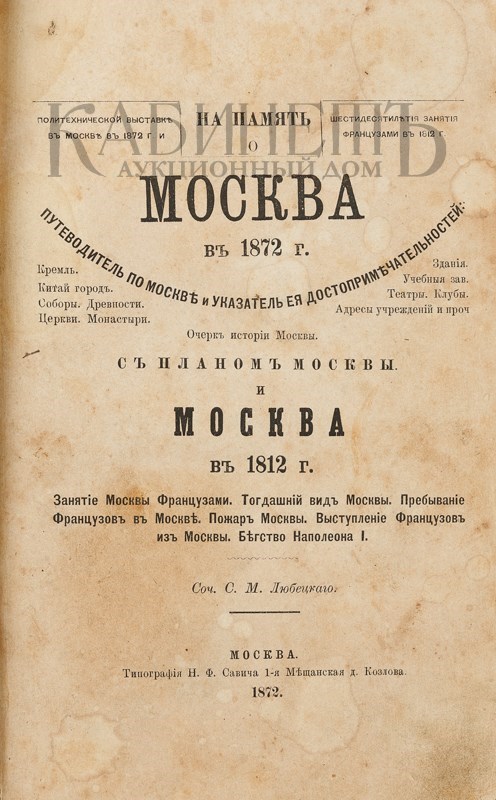 КАБИНЕТЪ
АУКЦИОННЫЙ ДОМ
НА ПАМЯТЬ
О
ПОЛИТЕХНИЧЕСКОЙ ВЫСТАВКѢ
ВЪ МОСКВѢ ВЪ 1872 Г. И
ШЕСТИДЕСЯТИЛѢТІЯ ЗАНЯТІЯ
ФРАНЦУЗАМИ ВЪ 1812 Г.
МОСКВА
въ 1872 г.
ПУТЕВОДИТЕЛЬ ПО МОСКВѢ И УКАЗАТЕЛЬ ЕЯ ДОСТОПРИМѢЧАТЕЛЬНОСТЕЙ:
Кремль.
Китай городъ.
Соборы. Древности.
Церкви. Монастыри.
Зданія.
Учебныя зав.
Театры. Клубы.
Адресы учрежденій и проч
Очеркъ исторіи Москвы.
СЪ ПЛАНОМЪ МОСКВЫ.
И
МОСКВА
въ 1812 г.
Занятіе Москвы Французами. Тогдашній видъ Москвы. Пребываніе
Французовъ въ Москвѣ. Пожаръ Москвы. Выступленіе Французовъ
изъ Москвы. Бѣгство Наполеона I.
Соч. С. М. Любецкаго.
МОСКВА.
Типографія Н. Ф. Савича 1-я Мѣщанская д. Козлова.
1872.